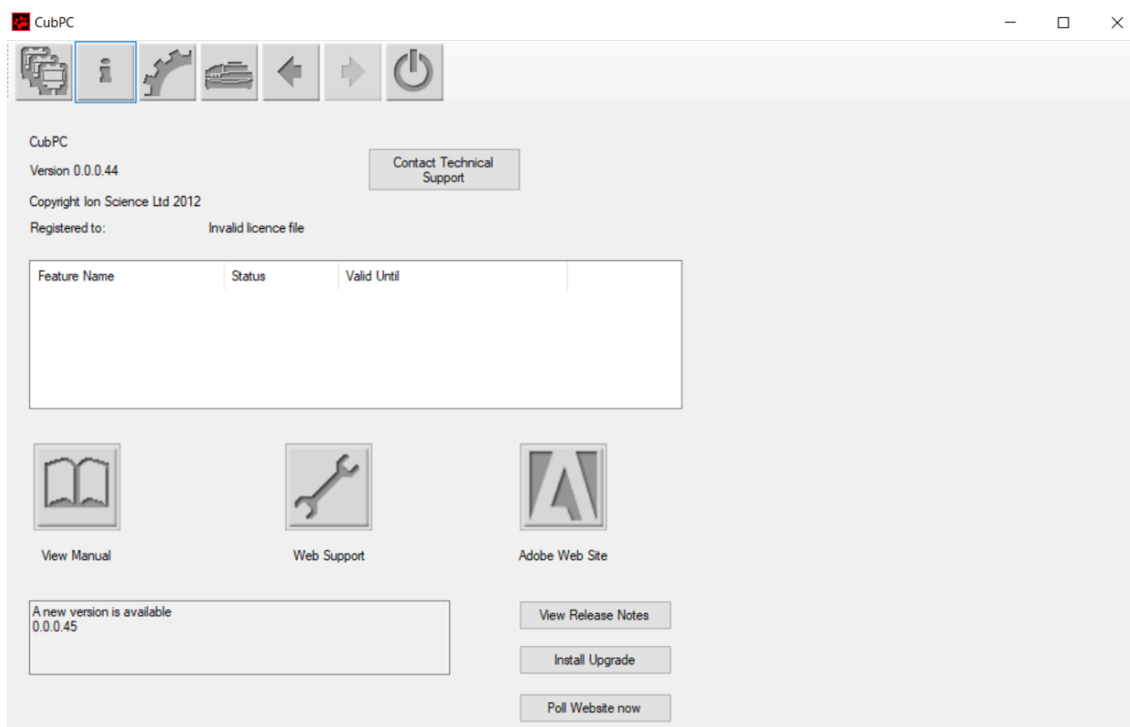 CubPC
CubPC
Version 0.0.0.44
Contact Technical
Support
Copyright Ion Science Ltd 2012
Registered to: Invalid licence file
Feature Name Status Valid Until
View Manual Web Support Adobe Web Site
A new version is available
0.0.0.45
View Release Notes
Install Upgrade
Poll Website now